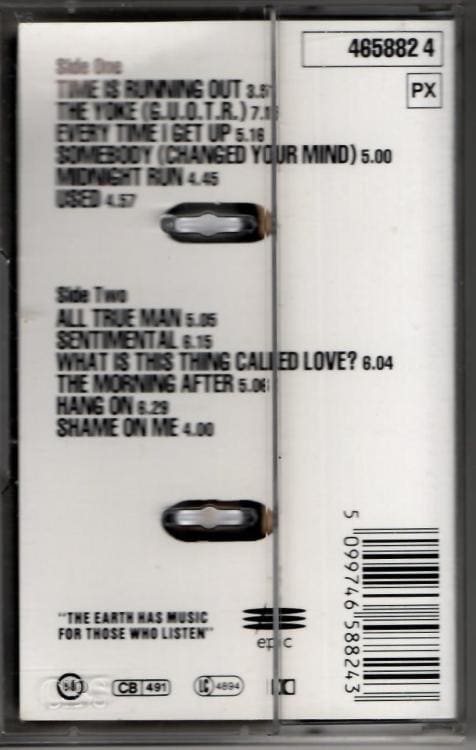 465882 4
PX
Side One
TIME IS RUNNING OUT
THE YOKE (G.U.O.T.R.)
EVERY TIME I GET UP 5.16
SOMEBODY (CHANGED YOUR MIND) 5.00
MIDNIGHT RUN 4.45
USED 4.57
Side Two
ALL TRUE MAN 5.05
SENTIMENTAL 6.15
WHAT IS THIS THING CALLED LOVE? 6.04
THE MORNING AFTER 5.06
HANG ON 6.29
SHAME ON ME 4.00
5 099746 588243
"THE EARTH HAS MUSIC
FOR THOSE WHO LISTEN"
epic
CB 491
LC 4894